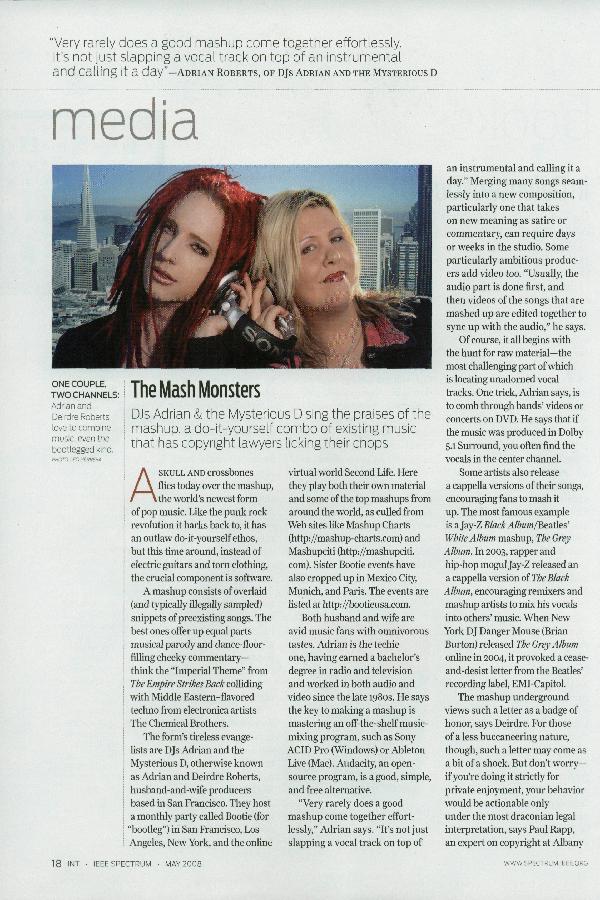 “Very rarely does a good mashup come together effortlessly.
It’s not just slapping a vocal track on top of an instrumental
and calling it a day”—ADRIAN ROBERTS, OF DJS ADRIAN AND THE MYSTERIOUS D
media
SON
ONE COUPLE,
TWO CHANNELS:
Adrian and
Deirdre Roberts
love to combine
music, even the
bootlegged kind.
The Mash Monsters
DJs Adrian & the Mysterious D sing the praises of the
mashup, a do-it-yourself combo of existing music
that has copyright lawyers licking their chops
A SKULL AND crossbones
flies today over the mashup,
the world’s newest form
of pop music. Like the punk rock
revolution it harks back to, it has
an outlaw do-it-yourself ethos,
but this time around, instead of
electric guitars and torn clothing,
the crucial component is software.
A mashup consists of overlaid
(and typically illegally sampled)
snippets of preexisting songs. The
best ones offer up equal parts
musical parody and dance-floor-
filling cheeky commentary—
think the “Imperial Theme” from
The Empire Strikes Back colliding
with Middle Eastern–flavored
techno from electronica artists
The Chemical Brothers.
The form’s tireless evange-
lists are DJs Adrian and the
Mysterious D, otherwise known
as Adrian and Deirdre Roberts,
husband-and-wife producers
based in San Francisco. They host
a monthly party called Bootie (for
“bootleg”) in San Francisco, Los
Angeles, New York, and the online
virtual world Second Life. Here
they play both their own material
and some of the top mashups from
around the world, as culled from
Web sites like Mashup Charts
(http://mashup-charts.com) and
Mashupciti (http://mashupciti.
com). Sister Bootie events have
also cropped up in Mexico City,
Munich, and Paris. The events are
listed at http://bootieusa.com.
Both husband and wife are
avid music fans with omnivorous
tastes. Adrian is the techie
one, having earned a bachelor’s
degree in radio and television
and worked in both audio and
video since the late 1980s. He says
the key to making a mashup is
mastering an off-the-shelf music-
mixing program, such as Sony
ACID Pro (Windows) or Ableton
Live (Mac). Audacity, an open-
source program, is a good, simple,
and free alternative.
“Very rarely does a good
mashup come together effort-
lessly,” Adrian says. “It’s not just
slapping a vocal track on top of
an instrumental and calling it a
day.” Merging many songs seam-
lessly into a new composition,
particularly one that takes
on new meaning as satire or
commentary, can require days
or weeks in the studio. Some
particularly ambitious produc-
ers add video too. “Usually, the
audio part is done first, and
then videos of the songs that are
mashed up are edited together to
sync up with the audio,” he says.
Of course, it all begins with
the hunt for raw material—the
most challenging part of which
is locating unadorned vocal
tracks. One trick, Adrian says, is
to comb through bands’ videos or
concerts on DVD. He says that if
the music was produced in Dolby
5.1 Surround, you often find the
vocals in the center channel.
Some artists also release
a cappella versions of their songs,
encouraging fans to mash it
up. The most famous example
is a Jay-Z Black Album/Beatles’
White Album mashup, The Grey
Album. In 2003, rapper and
hip-hop mogul Jay-Z released an
a cappella version of The Black
Album, encouraging remixers and
mashup artists to mix his vocals
into others’ music. When New
York DJ Danger Mouse (Brian
Burton) released The Grey Album
online in 2004, it provoked a cease-
and-desist letter from the Beatles’
recording label, EMI-Capitol.
The mashup underground
views such a letter as a badge of
honor, says Deirdre. For those
of a less buccaneering nature,
though, such a letter may come as
a bit of a shock. But don’t worry—
if you’re doing it strictly for
private enjoyment, your behavior
would be actionable only
under the most draconian legal
interpretation, says Paul Rapp,
an expert on copyright at Albany
18 INT · IEEE SPECTRUM · MAY 2008
WWW.SPECTRUM.IEEE.ORG